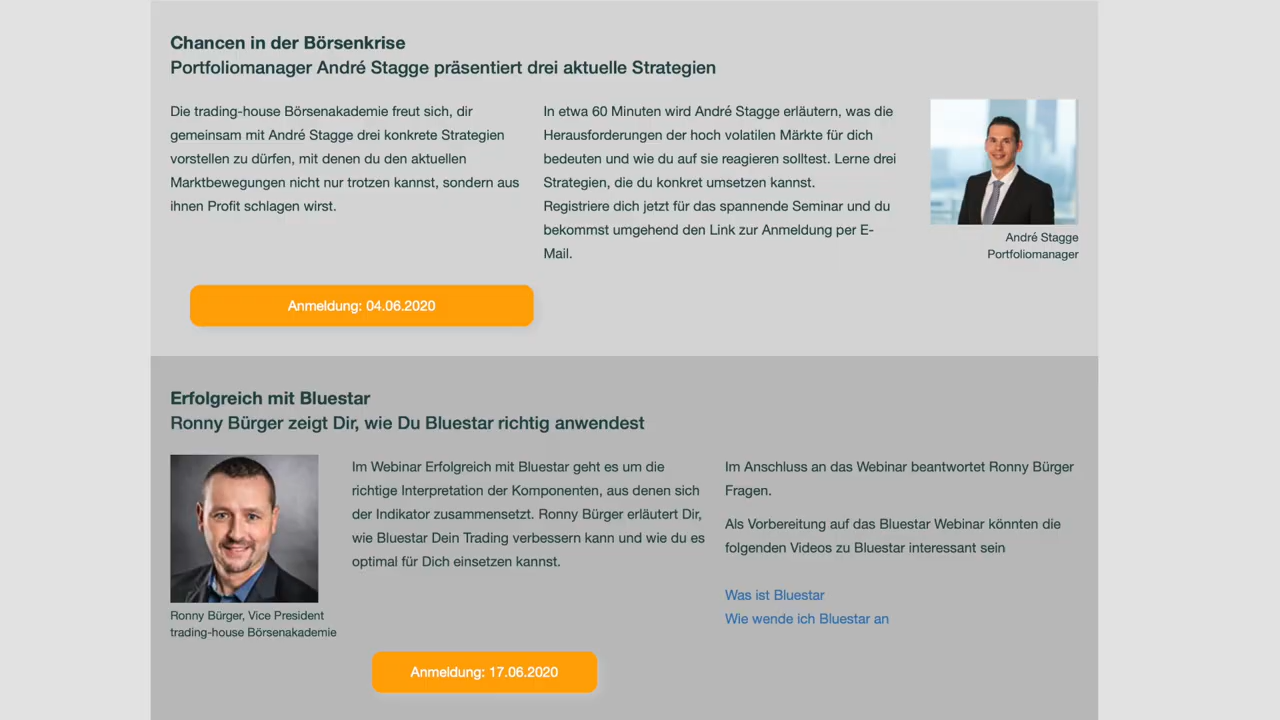 Chancen in der Börsenkrise
Portfoliomanager André Stagge präsentiert drei aktuelle Strategien
Die trading-house Börsenakademie freut sich, dir
gemeinsam mit André Stagge drei konkrete Strategien
vorstellen zu dürfen, mit denen du den aktuellen
Marktbewegungen nicht nur trotzen kannst, sondern aus
ihnen Profit schlagen wirst.
In etwa 60 Minuten wird André Stagge erläutern, was die
Herausforderungen der hoch volatilen Märkte für dich
bedeuten und wie du auf sie reagieren solltest. Lerne drei
Strategien, die du konkret umsetzen kannst.
Registriere dich jetzt für das spannende Seminar und du
bekommst umgehend den Link zur Anmeldung per E-
Mail.
André Stagge
Portfoliomanager
Anmeldung: 04.06.2020
Erfolgreich mit Bluestar
Ronny Bürger zeigt Dir, wie Du Bluestar richtig anwendest
Ronny Bürger, Vice President
trading-house Börsenakademie
Im Webinar Erfolgreich mit Bluestar geht es um die
richtige Interpretation der Komponenten, aus denen sich
der Indikator zusammensetzt. Ronny Bürger erläutert Dir,
wie Bluestar Dein Trading verbessern kann und wie du es
optimal für Dich einsetzen kannst.
Im Anschluss an das Webinar beantwortet Ronny Bürger
Fragen.
Als Vorbereitung auf das Bluestar Webinar könnten die
folgenden Videos zu Bluestar interessant sein
Was ist Bluestar
Wie wende ich Bluestar an
Anmeldung: 17.06.2020